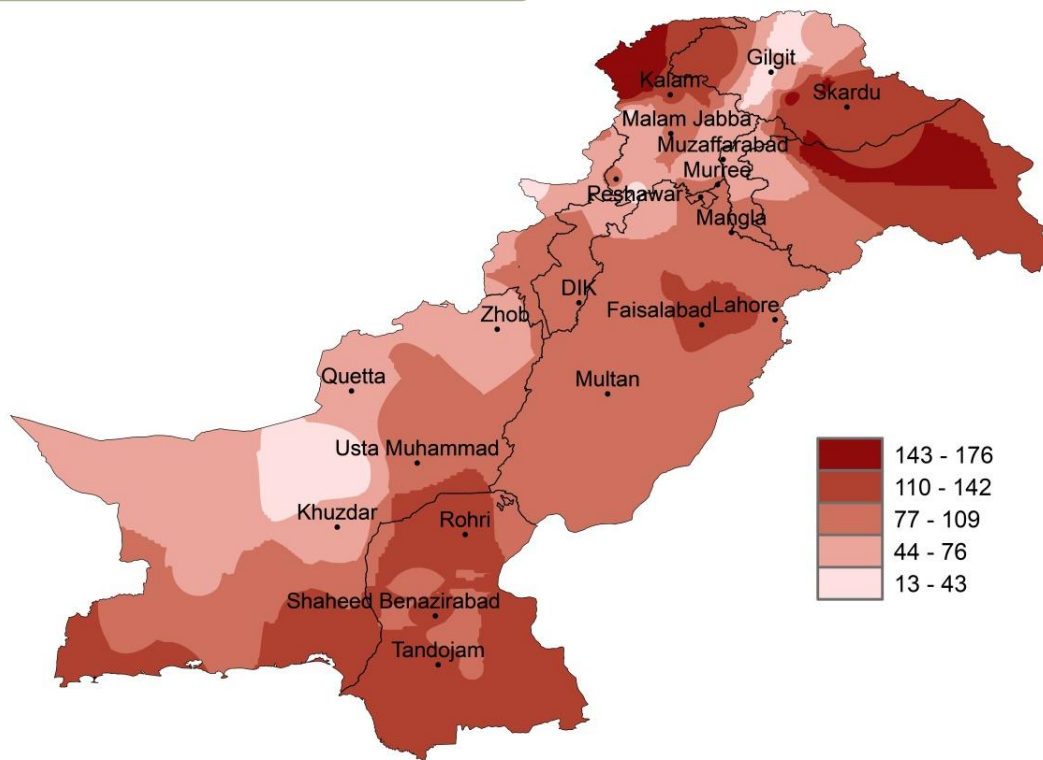 Gilgit
Kalam
Skardu
Malam Jabba
Muzaffarabad
Murree
Peshawar
Mangla
DIK
Faisalabad
Lahore
Zhob
Quetta
Multan
Usta Muhammad
Khuzdar
Rohri
Shaheed Benazirabad
Tandojam
143 - 176
110 - 142
77 - 109
44 - 76
13 - 43